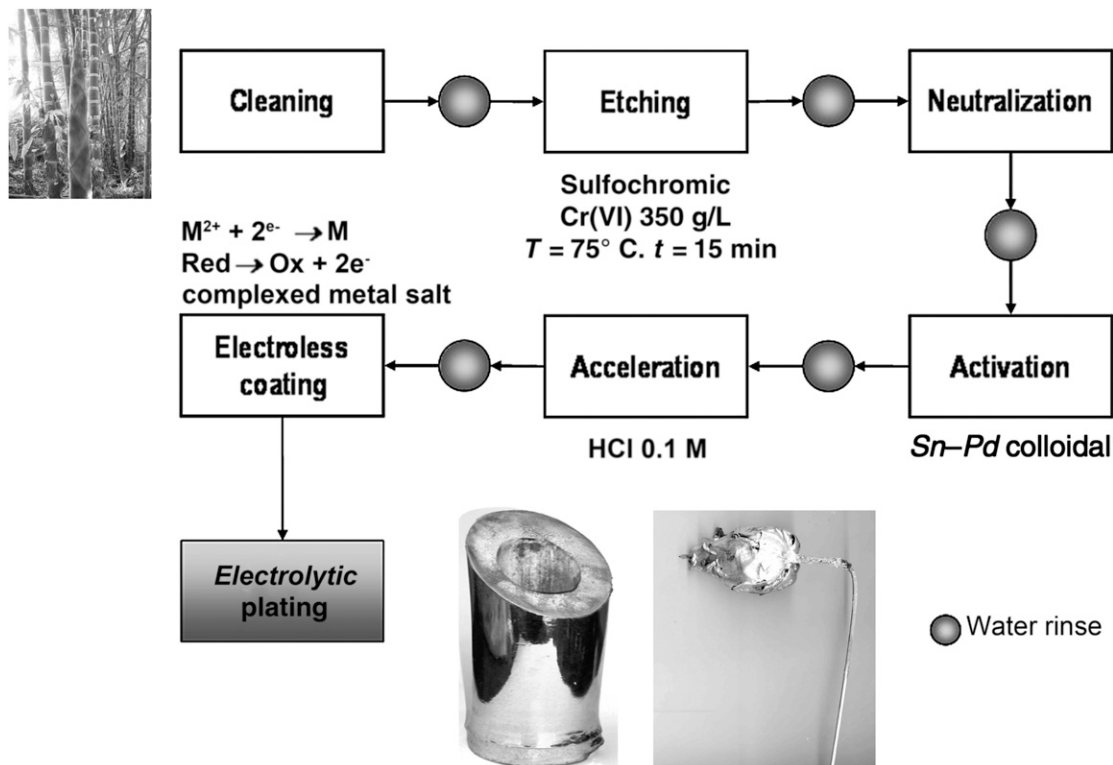 Cleaning
Etching
Neutralization
Sulfochromic
Cr(VI) 350 g/L
T = 75° C. t = 15 min
M²⁺ + 2ᵉ⁻ → M
Red → Ox + 2e⁻
complexed metal salt
Electroless
coating
Acceleration
Activation
HCl 0.1 M
Sn–Pd colloidal
Electrolytic
plating
Water rinse